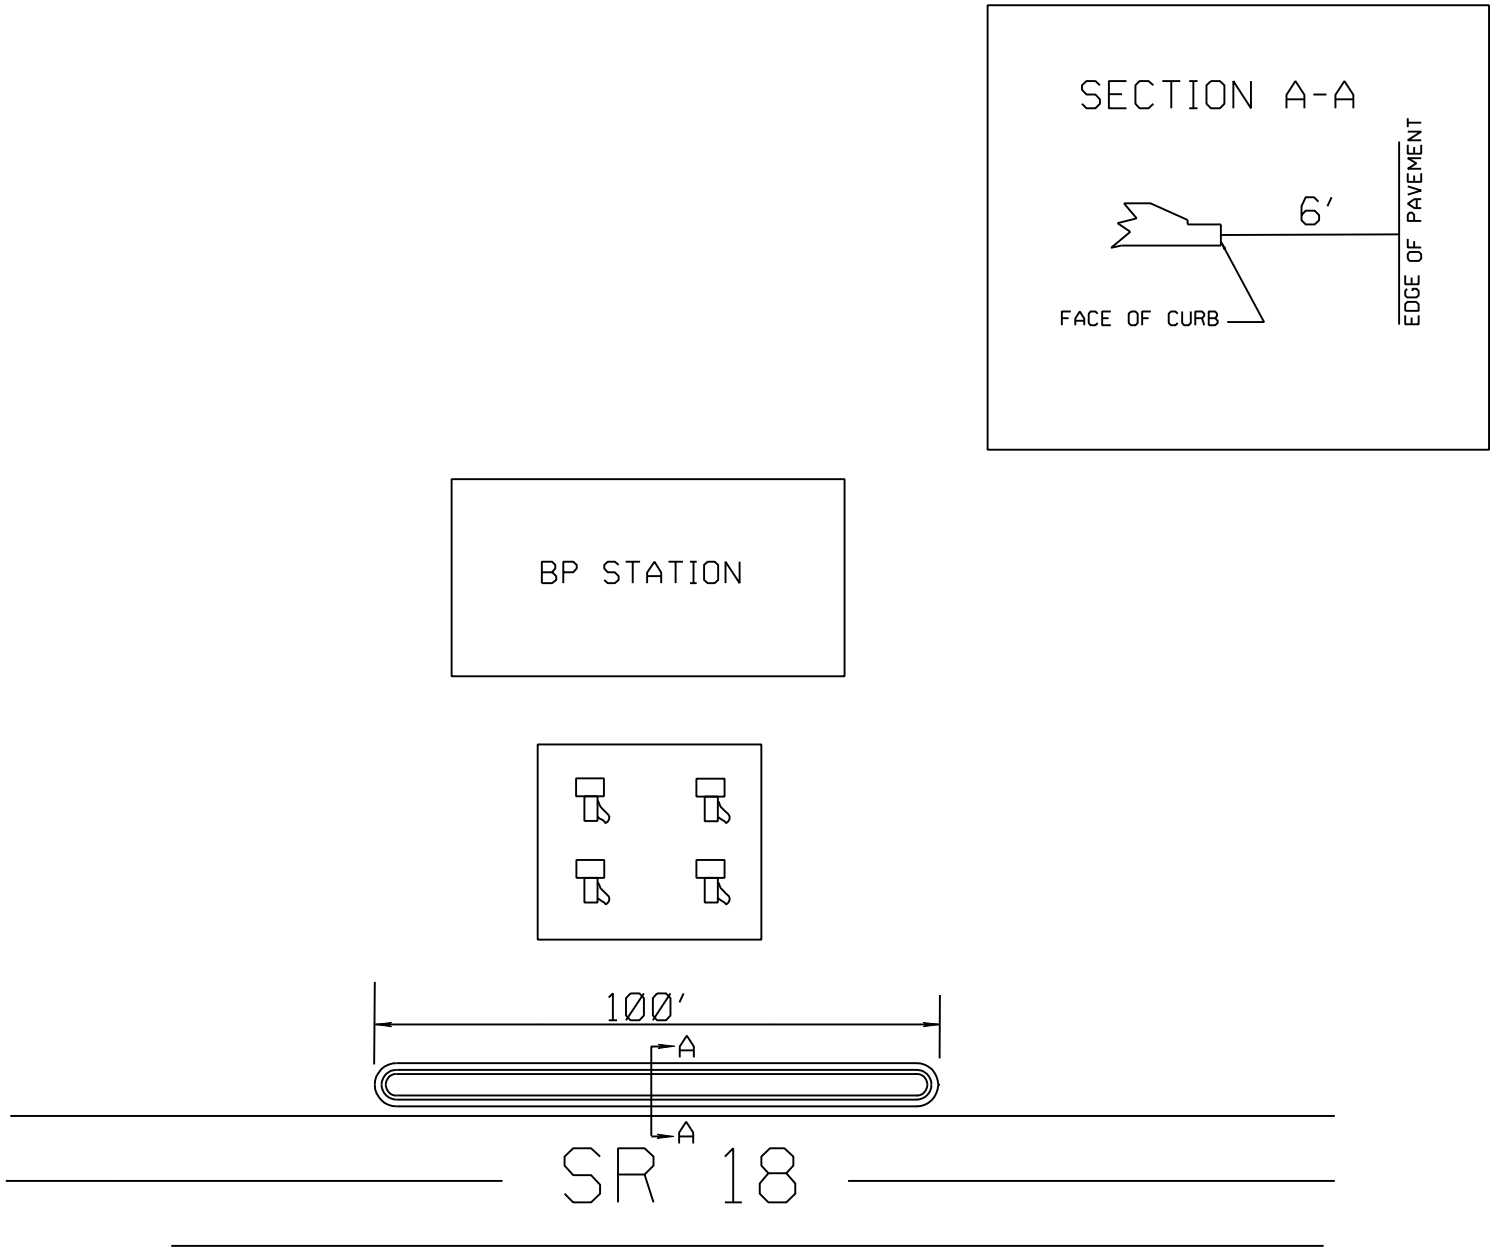 SECTION A-A
6'
EDGE OF PAVEMENT
FACE OF CURB
BP STATION
100'
A
A
SR 18